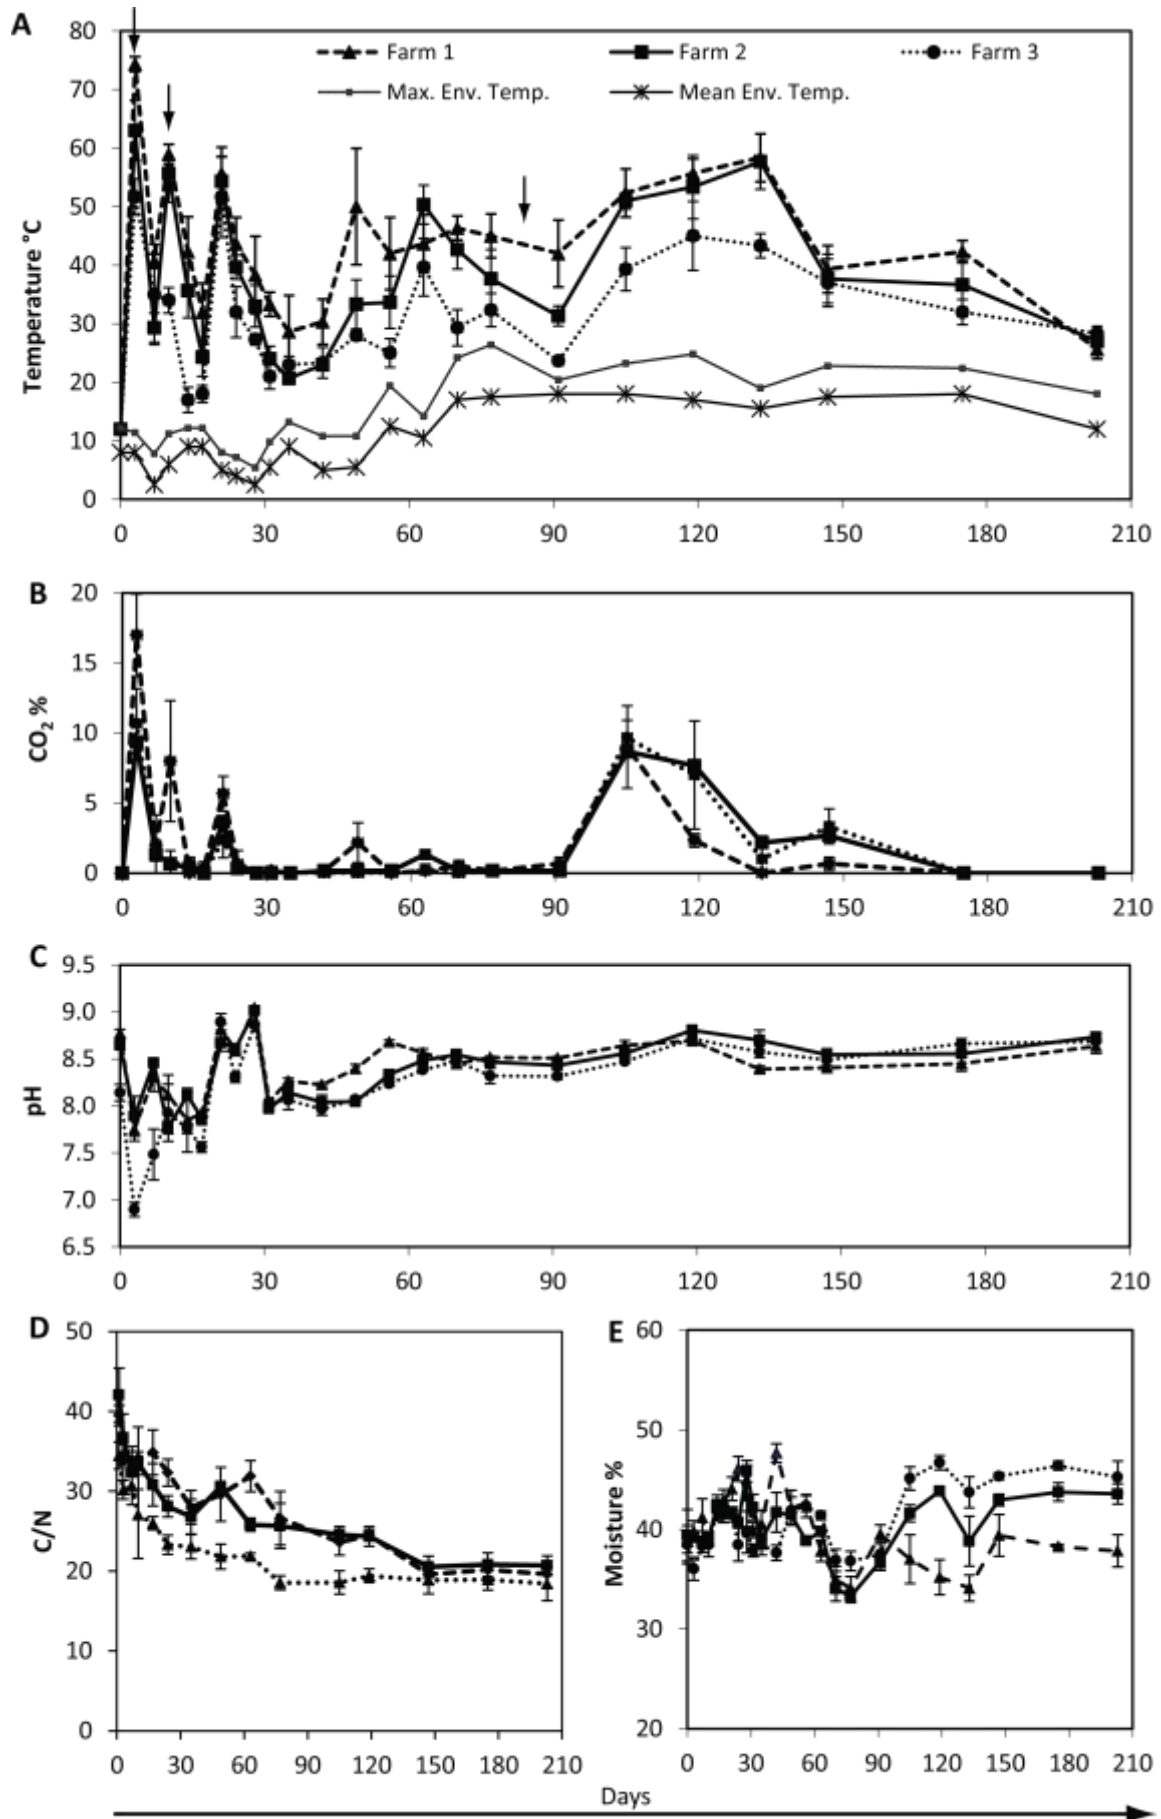 A
80
70
60
50
40
30
20
10
0
Temperature °C
Farm 1
Farm 2
Farm 3
Max. Env. Temp.
Mean Env. Temp.
0 30 60 90 120 150 180 210
B
20
15
10
5
0
CO₂ %
0 30 60 90 120 150 180 210
C
9.5
9.0
8.5
8.0
7.5
7.0
6.5
pH
0 30 60 90 120 150 180 210
D
50
40
30
20
10
0
C/N
0 30 60 90 120 150 180 210
E
60
50
40
30
20
Moisture %
0 30 60 90 120 150 180 210
Days